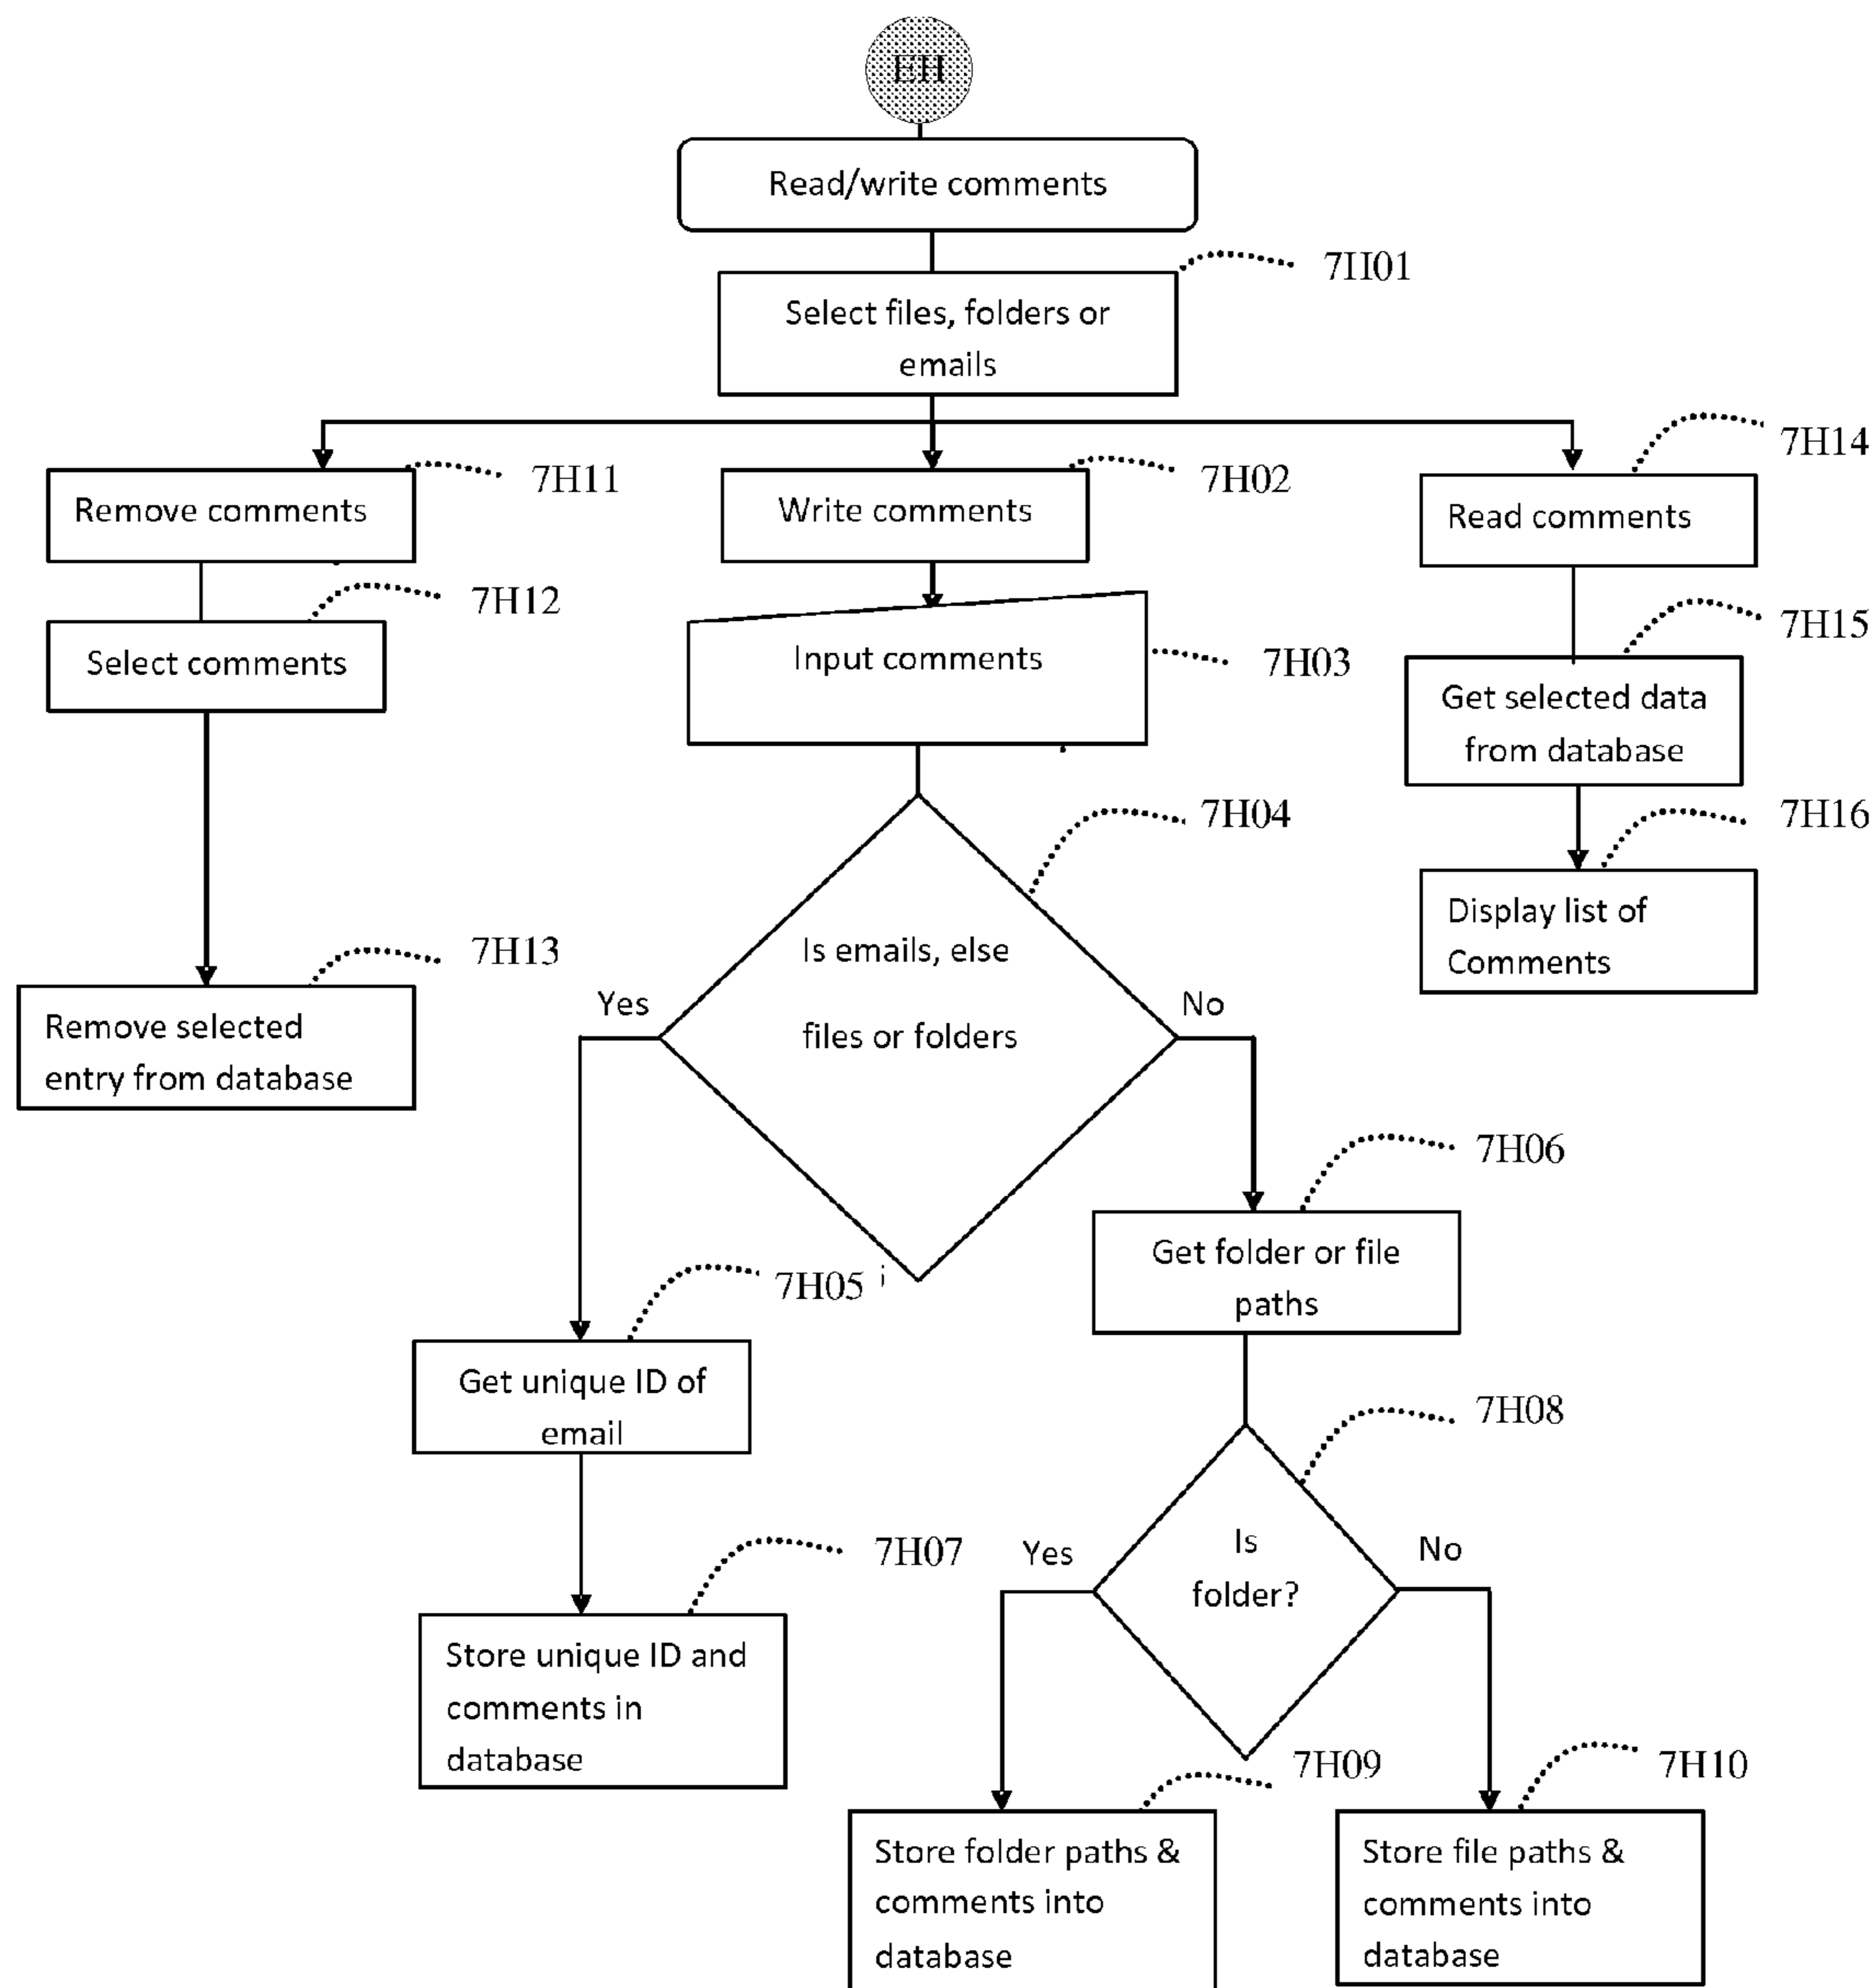 EH
Read/write comments
7H01
Select files, folders or
emails
7H14
7H11
7H02
Remove comments
Write comments
Read comments
7H12
7H15
Select comments
Input comments
7H03
Get selected data
from database
7H04
7H16
Display list of
Comments
7H13
Is emails, else
files or folders
Yes
No
Remove selected
entry from database
7H06
Get folder or file
paths
7H05
Get unique ID of
email
7H08
7H07
Is
folder?
Yes
No
Store unique ID and
comments in
database
7H09
7H10
Store folder paths &
comments into
database
Store file paths &
comments into
database